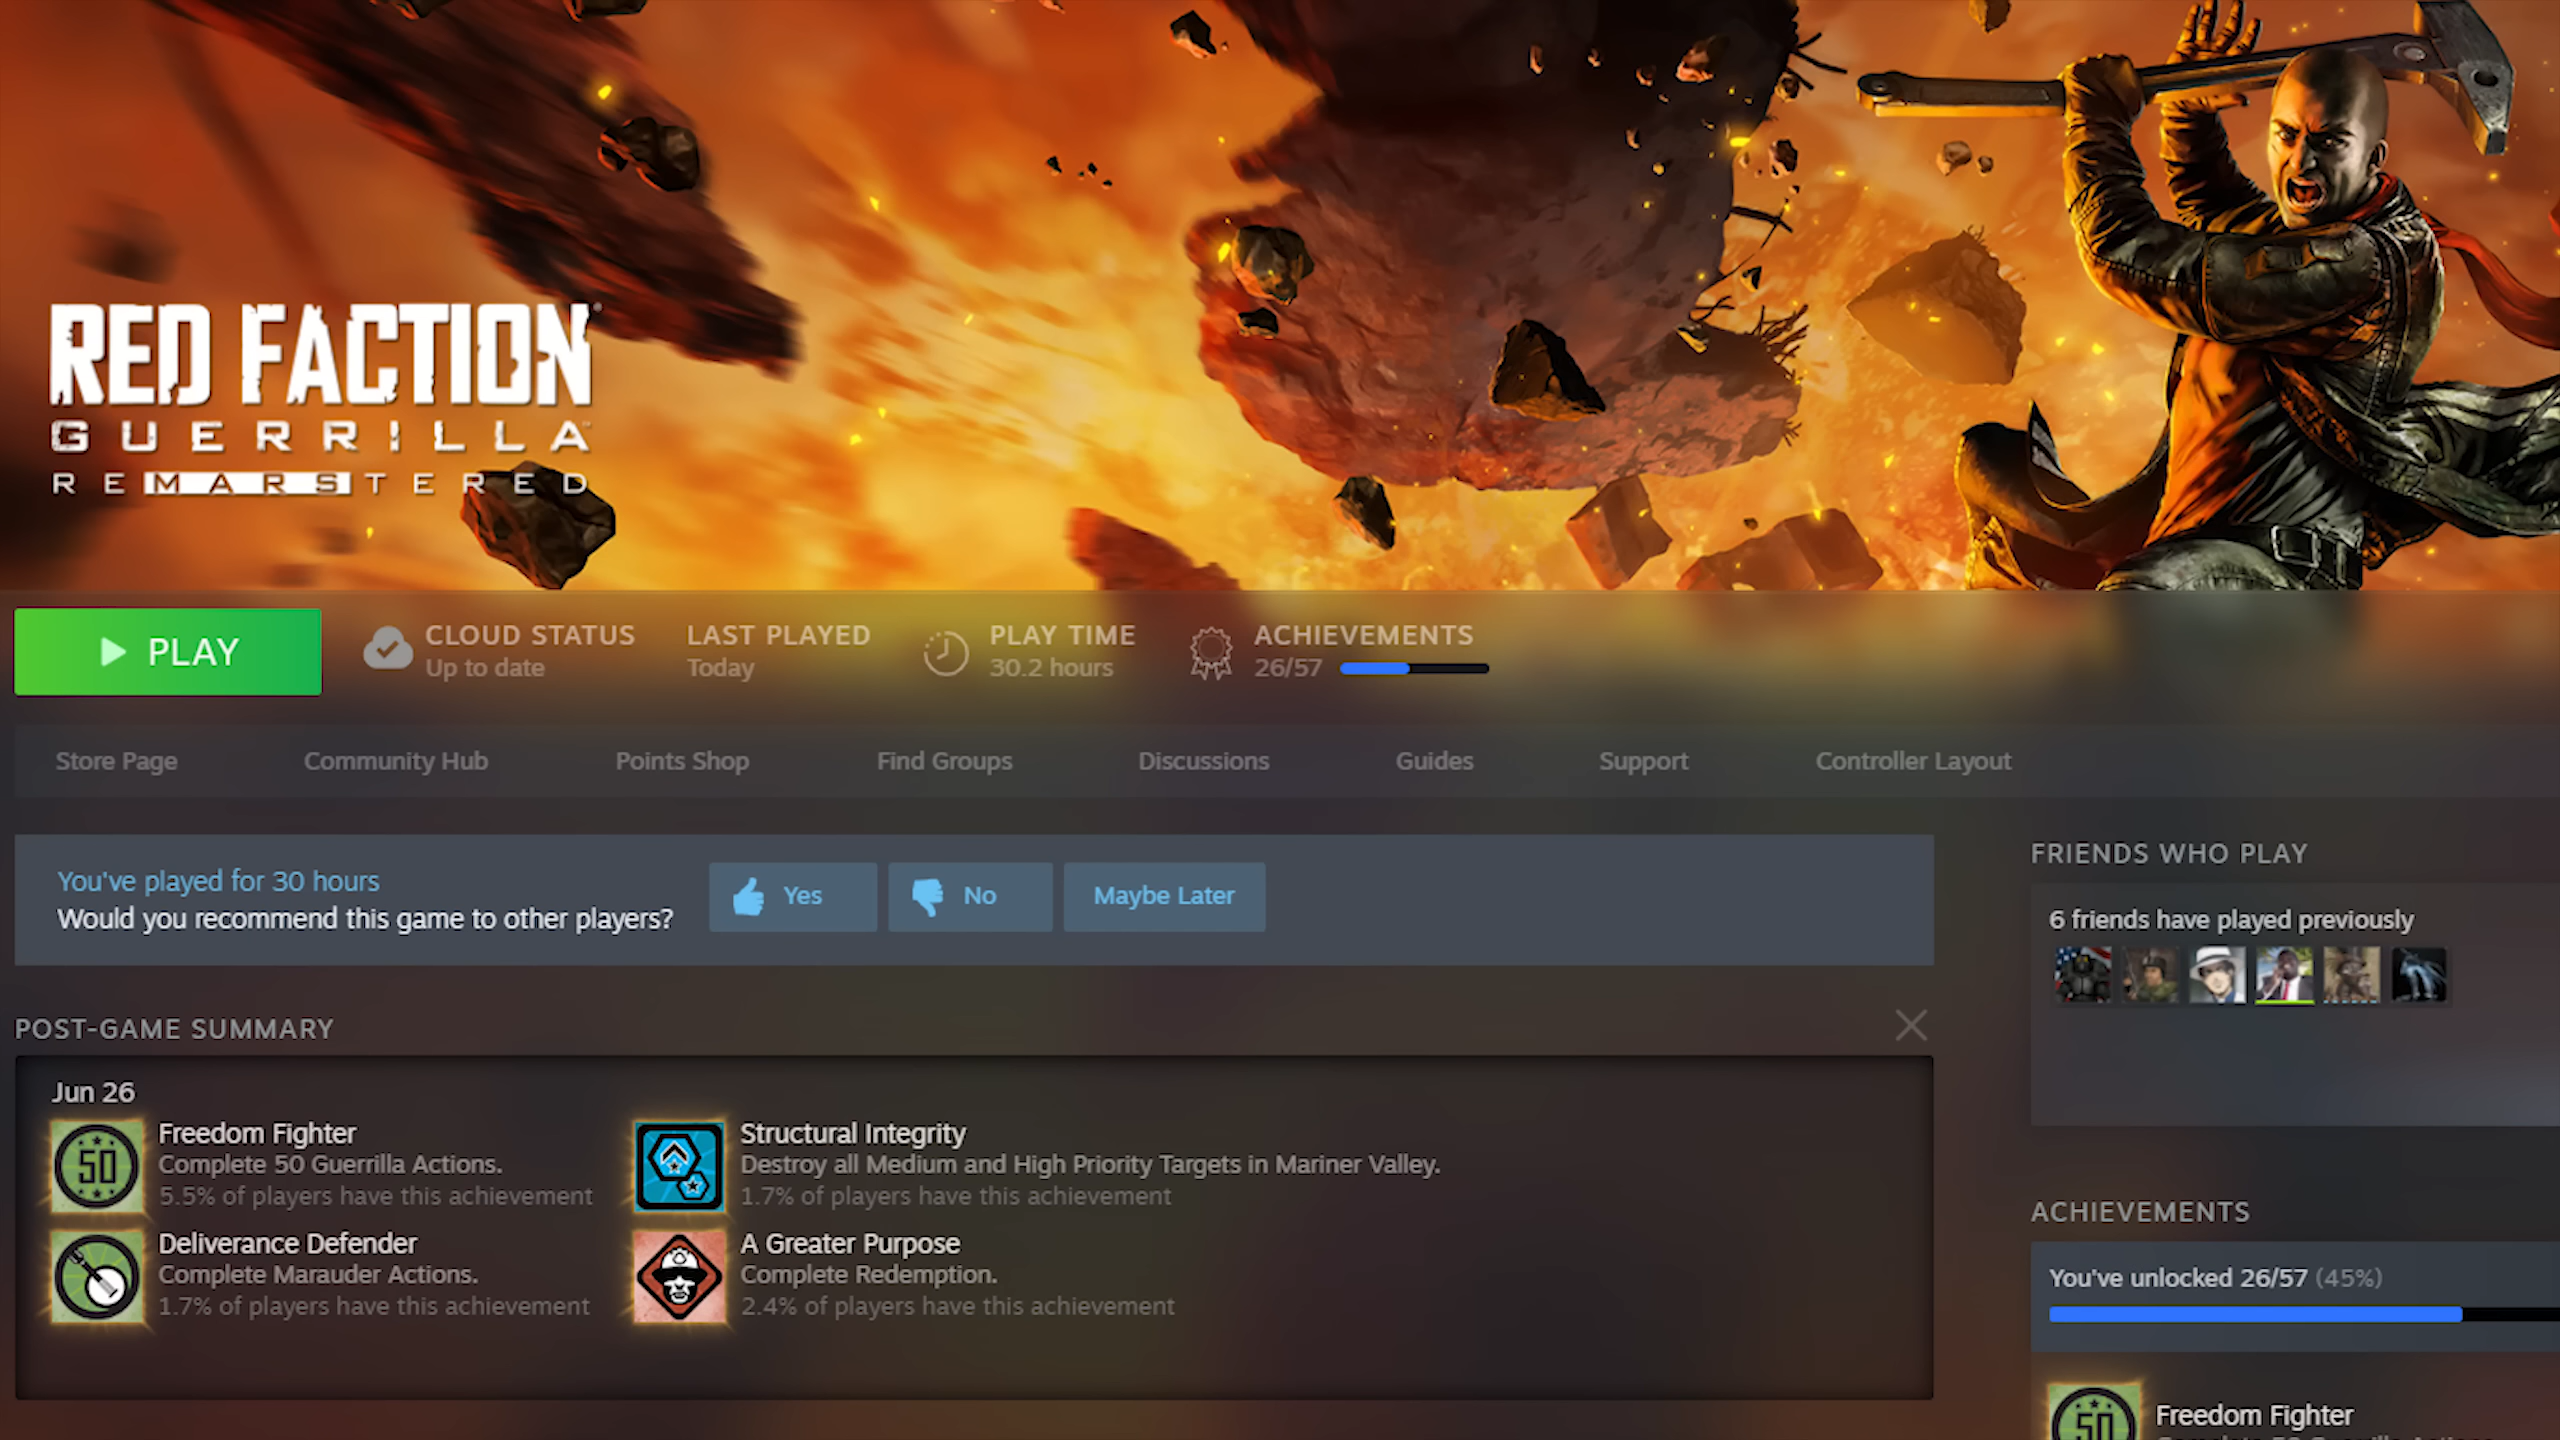 RED FACTION
GUERRILLA
REMARSTERED
PLAY
CLOUD STATUS
Up to date
LAST PLAYED
Today
PLAY TIME
30.2 hours
ACHIEVEMENTS
26/57
Store Page
Community Hub
Points Shop
Find Groups
Discussions
Guides
Support
Controller Layout
You've played for 30 hours
Would you recommend this game to other players?
Yes
No
Maybe Later
FRIENDS WHO PLAY
6 friends have played previously
POST-GAME SUMMARY
Jun 26
50
Freedom Fighter
Complete 50 Guerrilla Actions.
5.5% of players have this achievement
Structural Integrity
Destroy all Medium and High Priority Targets in Mariner Valley.
1.7% of players have this achievement
Deliverance Defender
Complete Marauder Actions.
1.7% of players have this achievement
A Greater Purpose
Complete Redemption.
2.4% of players have this achievement
ACHIEVEMENTS
You've unlocked 26/57 (45%)
50
Freedom Fighter